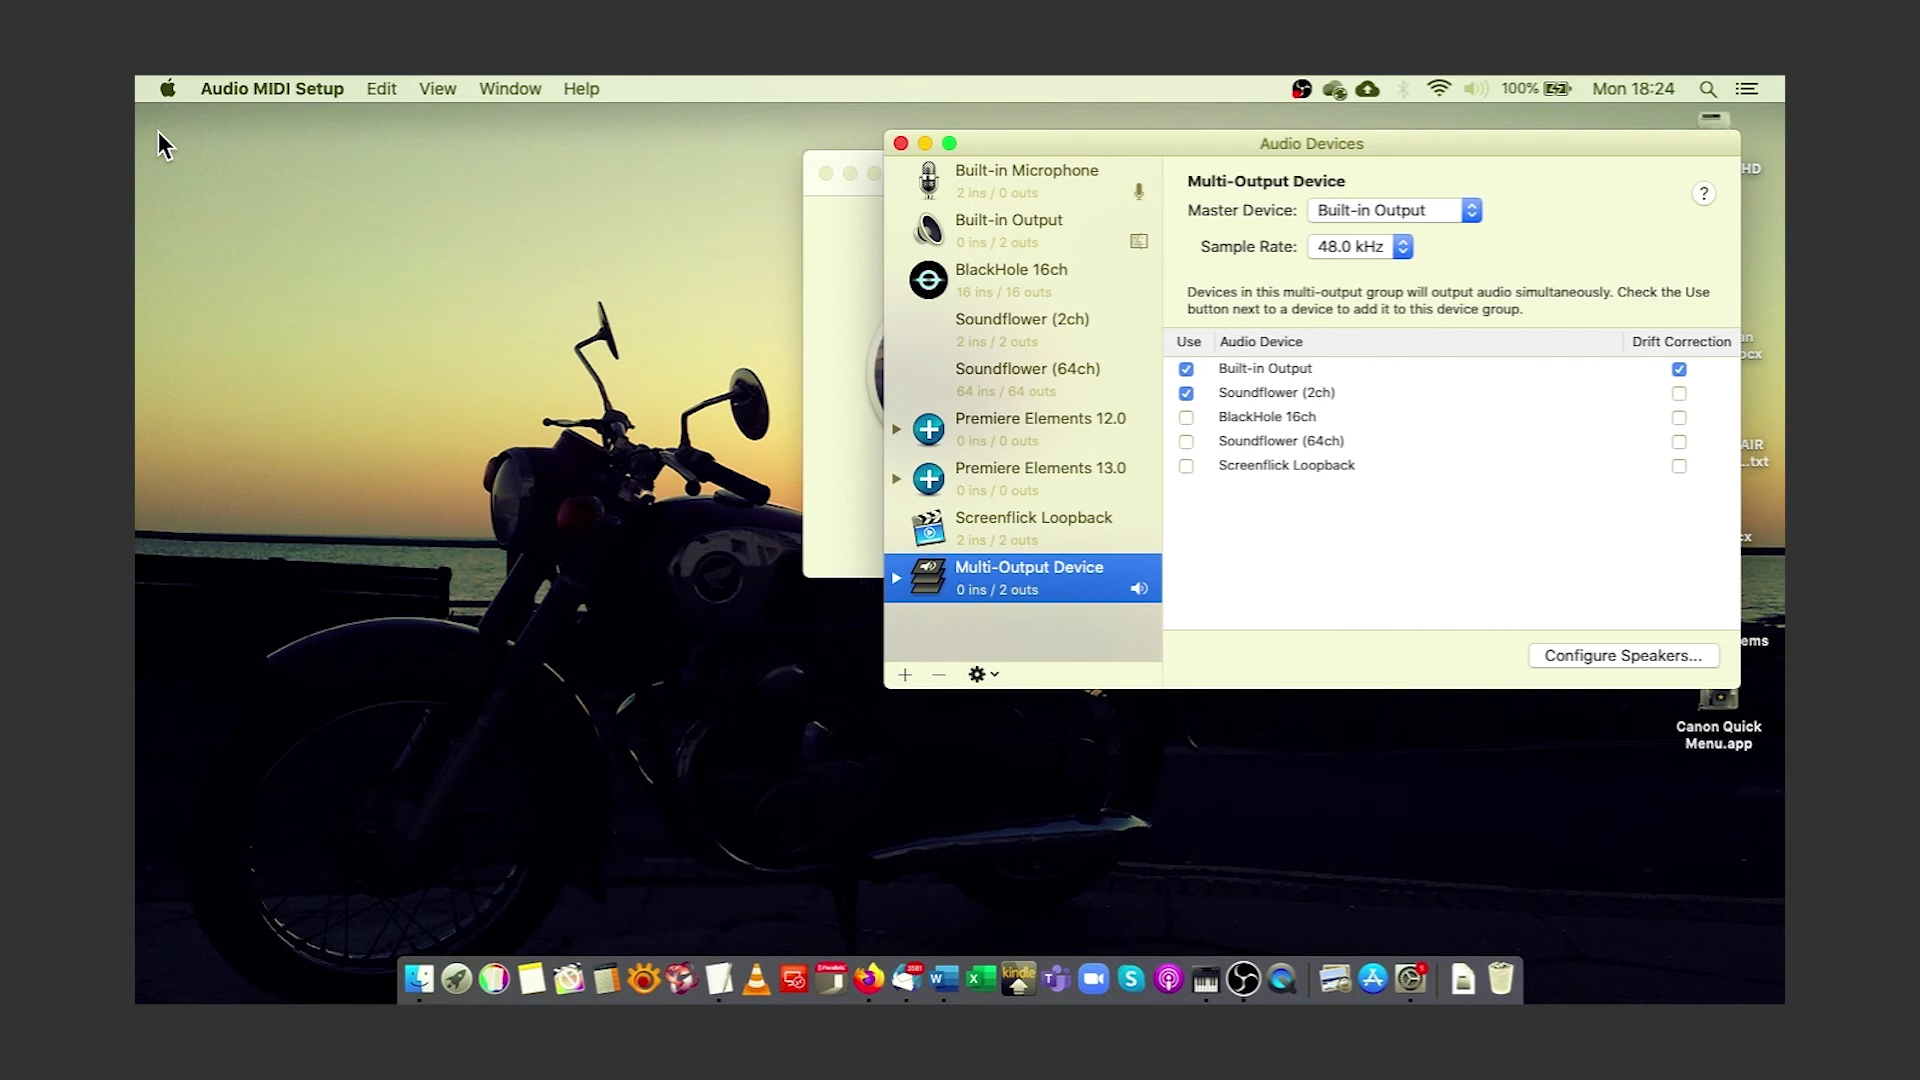 Audio MIDI Setup Edit View Window Help 100% Mon 18:24
Audio Devices
Built-in Microphone
2 ins / 0 outs
Built-in Output
0 ins / 2 outs
BlackHole 16ch
16 ins / 16 outs
Soundflower (2ch)
2 ins / 2 outs
Soundflower (64ch)
64 ins / 64 outs
Premiere Elements 12.0
0 ins / 0 outs
Premiere Elements 13.0
0 ins / 0 outs
Screenflick Loopback
2 ins / 2 outs
Multi-Output Device
0 ins / 2 outs
Multi-Output Device
?
Master Device: Built-in Output
Sample Rate: 48.0 kHz
Devices in this multi-output group will output audio simultaneously. Check the Use
button next to a device to add it to this device group.
Use Audio Device Drift Correction
Built-in Output
Soundflower (2ch)
BlackHole 16ch
Soundflower (64ch)
Screenflick Loopback
Configure Speakers...
HD
AIR
...txt
ems
Canon Quick
Menu.app
3581
kindle